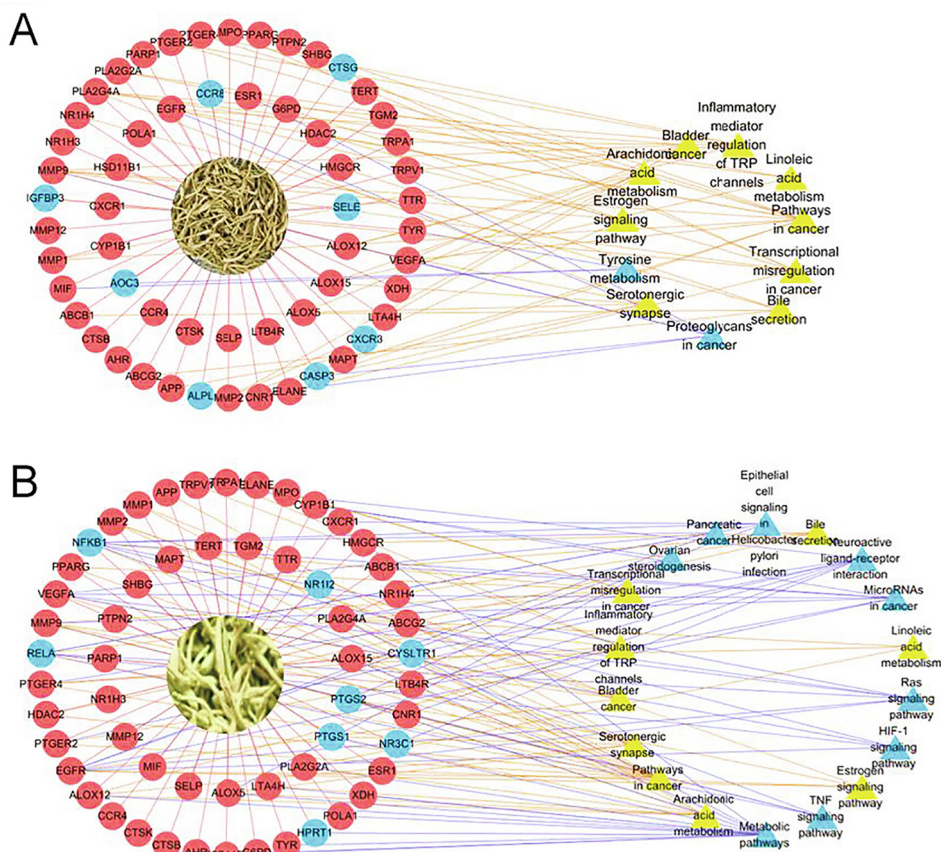 A
PTGER2
PTGER4
MPO
PPARG
PTPN2
SHBG
CTSG
TERT
TGM2
TRPA1
TRPV1
TTR
TYR
VEGFA
XDH
LTA4H
CXCR3
MAPT
CASP3
ELANE
CNR1
MMP2
ALPL
APP
ABCG2
AHR
CTSB
ABCB1
MIF
MMP1
MMP12
IGFBP3
MMP9
NR1H3
NR1H4
PLA2G4A
PLA2G2A
PARP1
EGFR
ESR1
G6PD
HDAC2
HMGCR
SELE
ALOX12
ALOX15
ALOX5
LTB4R
SELP
CTSK
CCR4
AOC3
CYP1B1
CXCR1
HSD11B1
POLA1
Inflammatory
mediator
regulation
of TRP
channels
Bladder
cancer
Arachidonic
acid
metabolism
Linoleic
acid
metabolism
Estrogen
signaling
pathway
Pathways
in cancer
Tyrosine
metabolism
Transcriptional
misregulation
in cancer
Serotonergic
synapse
Bile
secretion
Proteoglycans
in cancer
B
APP
TRPV1
TRPA1
ELANE
MPO
CYP1B1
CXCR1
HMGCR
ABCB1
NR1H4
ABCG2
CYSLTR1
LTB4R
CNR1
NR3C1
ESR1
XDH
POLA1
HPRT1
TYR
G6PD
AHR
CTSB
CTSK
CCR4
ALOX12
EGFR
PTGER2
HDAC2
PTGER4
RELA
MMP9
VEGFA
PPARG
NFKB1
MMP2
MMP1
MAPT
TERT
TGM2
TTR
NR1I2
PLA2G4A
ALOX15
PTGS2
PTGS1
PLA2G2A
LTA4H
ALOX5
SELP
MIF
MMP12
NR1H3
PARP1
PTPN2
SHBG
Epithelial
cell
signaling
in
Helicobacter
pylori
infection
Pancreatic
cancer
Bile
secretion
Ovarian
steroidogenesis
Neuroactive
ligand-receptor
interaction
Transcriptional
misregulation
in cancer
MicroRNAs
in cancer
Inflammatory
mediator
regulation
of TRP
channels
Linoleic
acid
metabolism
Bladder
cancer
Ras
signaling
pathway
Serotonergic
synapse
HIF-1
signaling
pathway
Pathways
in cancer
Estrogen
signaling
pathway
Arachidonic
acid
metabolism
TNF
signaling
pathway
Metabolic
pathways